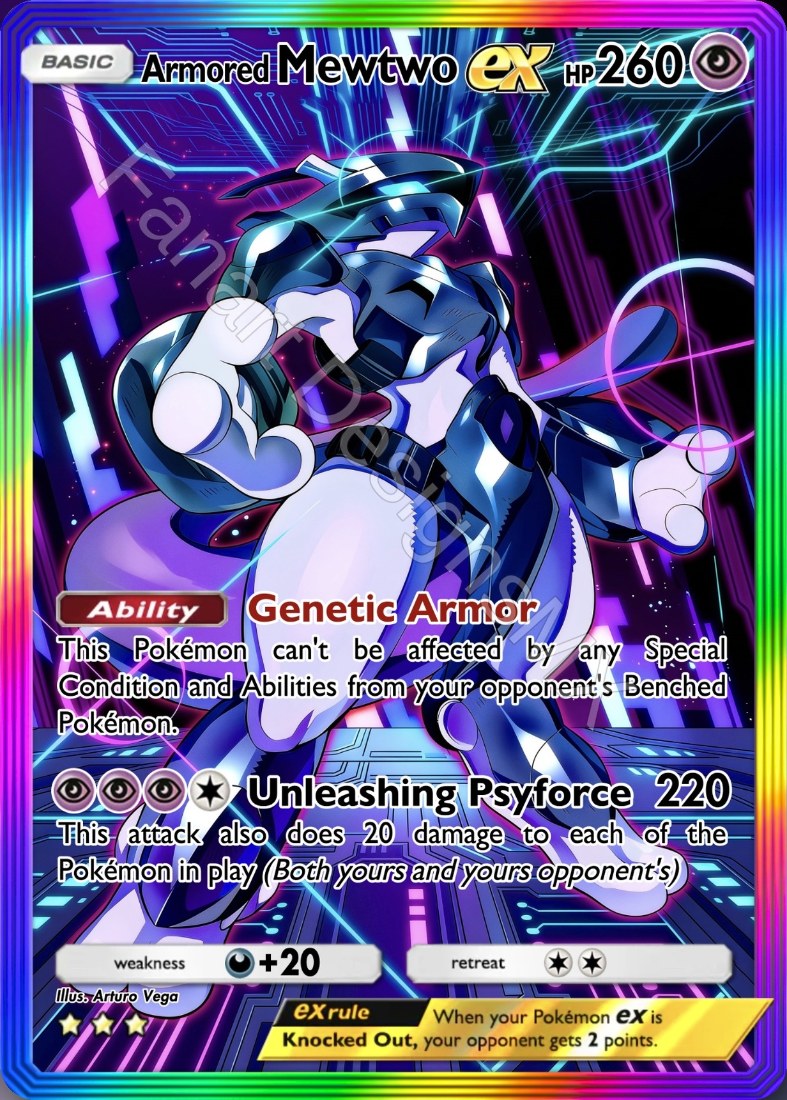 BASIC Armored Mewtwo ex HP 260
Fanart DesignsMX
Ability Genetic Armor
This Pokémon can't be affected by any Special
Condition and Abilities from your opponent's Benched
Pokémon.
Unleashing Psyforce 220
This attack also does 20 damage to each of the
Pokémon in play (Both yours and yours opponent's)
weakness +20 retreat
Illus. Arturo Vega
ex rule When your Pokémon ex is
Knocked Out, your opponent gets 2 points.